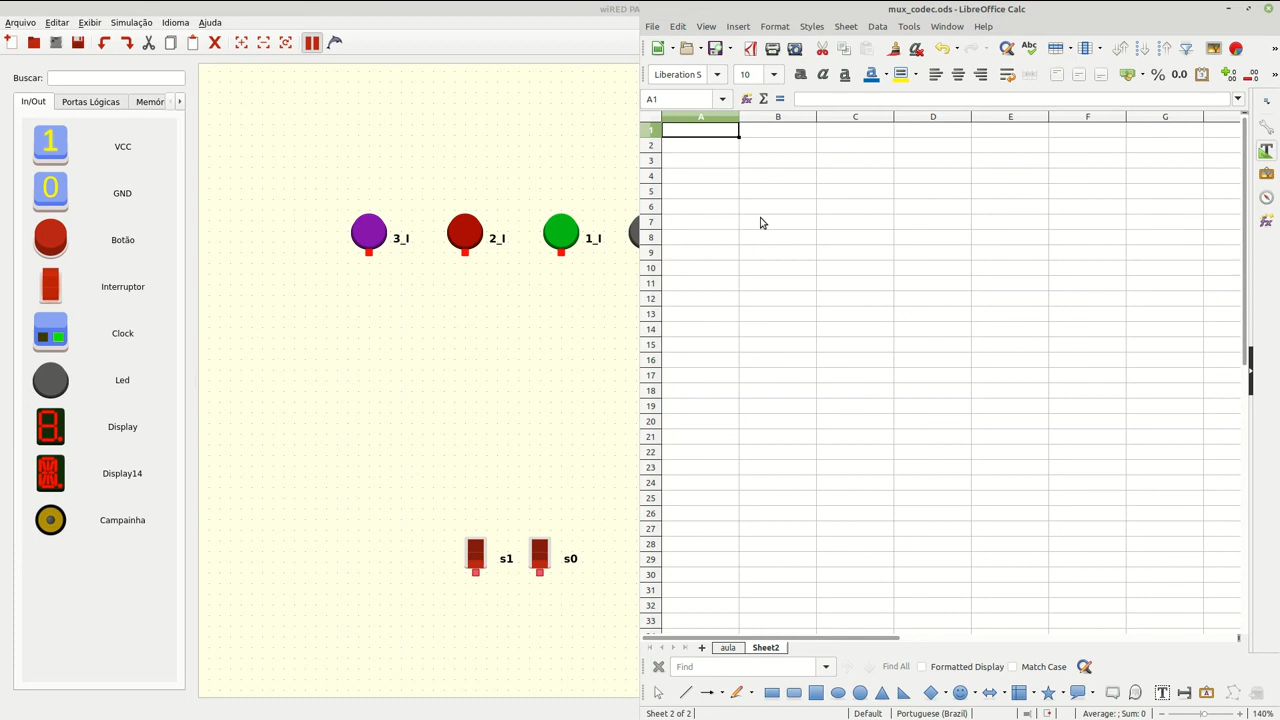 wiRED PA
Arquivo Editar Exibir Simulação Idioma Ajuda
Buscar:
In/Out Portas Lógicas Memór
1 VCC
0 GND
Botão
Interruptor
Clock
Led
Display
Display14
Campainha
3_I 2_I 1_I
s1 s0
mux_codec.ods - LibreOffice Calc
File Edit View Insert Format Styles Sheet Data Tools Window Help
Liberation S 10
A1
A B C D E F G
1
2
3
4
5
6
7
8
9
10
11
12
13
14
15
16
17
18
19
20
21
22
23
24
25
26
27
28
29
30
31
32
33
aula Sheet2
Find Find All Formatted Display Match Case
Sheet 2 of 2 Default Portuguese (Brazil) Average: ; Sum: 0 140%